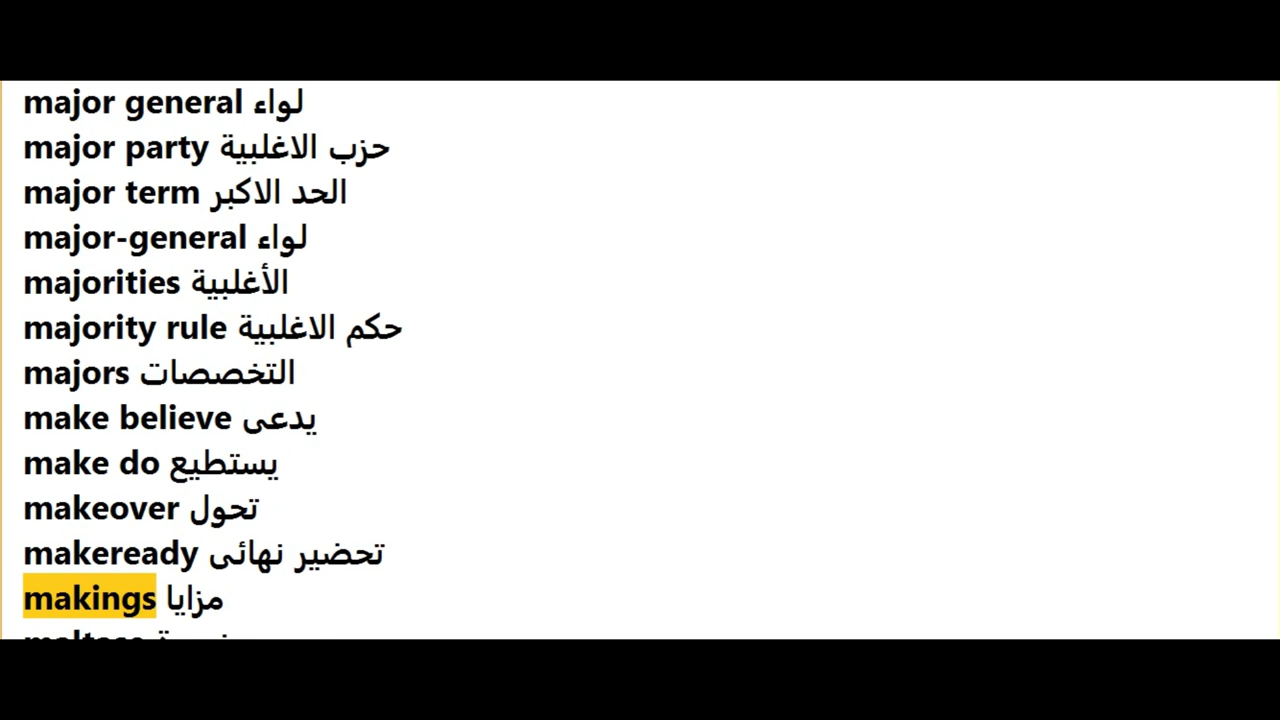 major general لواء
major party حزب الاغلبية
major term الحد الاكبر
major-general لواء
majorities الأغلبية
majority rule حكم الاغلبية
majors التخصصات
make believe يدعى
make do يستطيع
makeover تحول
makeready تحضير نهائى
makings مزايا